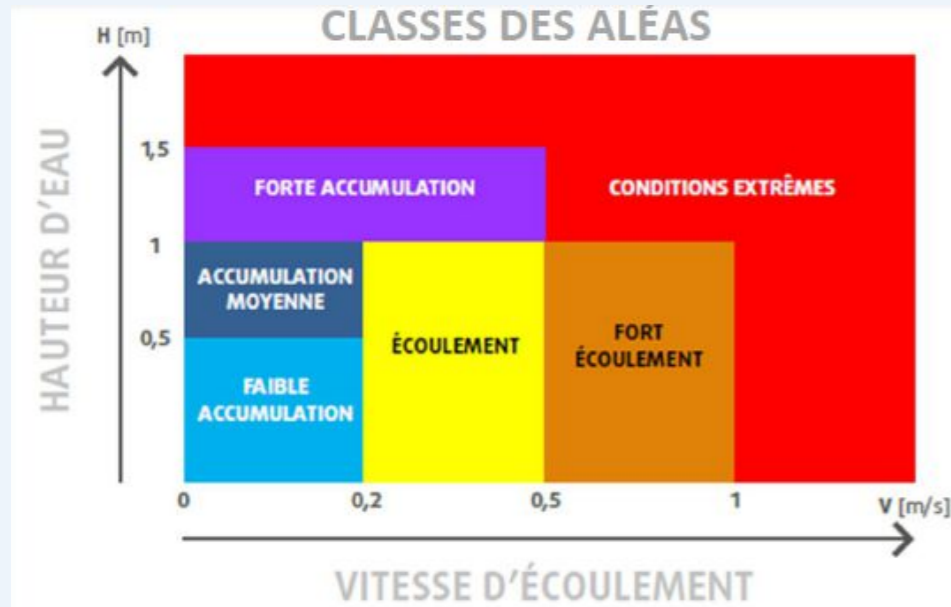 CLASSES DES ALÉAS
H [m]
HAUTEUR D'EAU
1,5
FORTE ACCUMULATION
CONDITIONS EXTRÊMES
1
ACCUMULATION
MOYENNE
0,5
ÉCOULEMENT
FORT
ÉCOULEMENT
FAIBLE
ACCUMULATION
0
0,2
0,5
1
V [m/s]
VITESSE D'ÉCOULEMENT